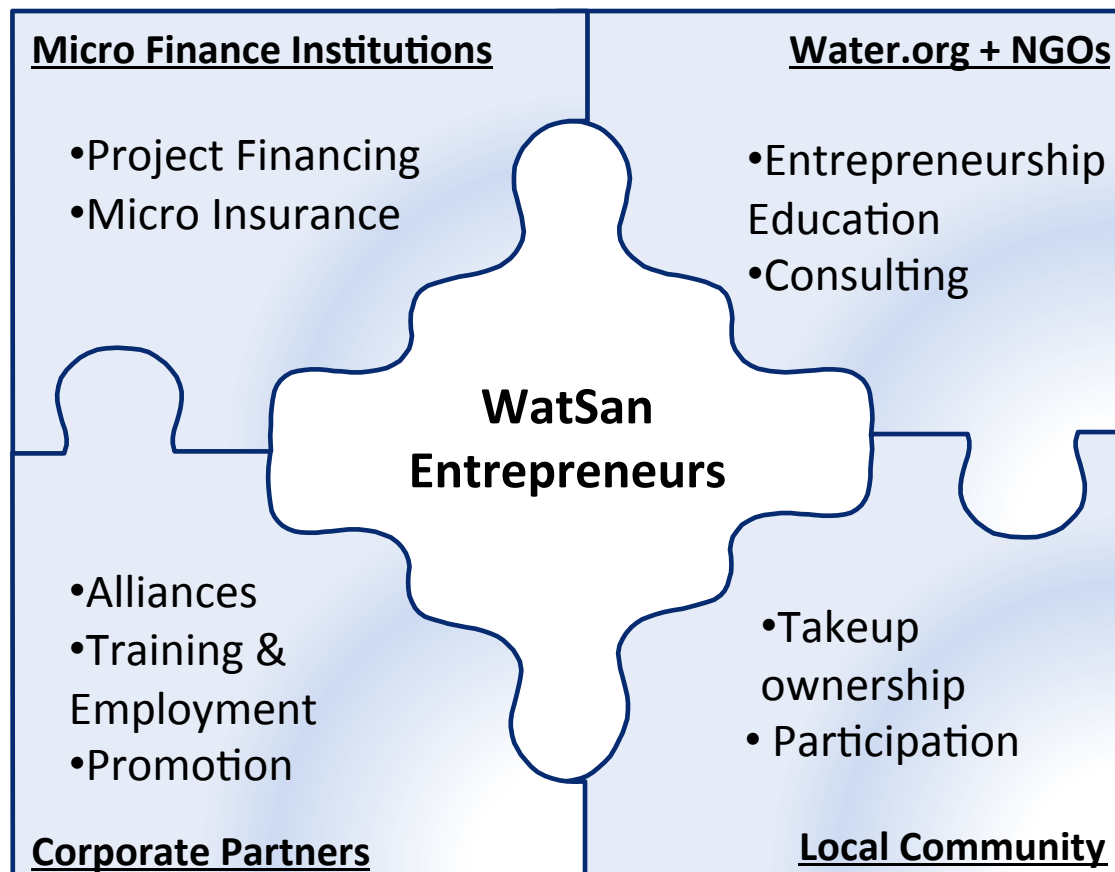 Micro Finance Institutions
•Project Financing
•Micro Insurance
Water.org + NGOs
•Entrepreneurship
Education
•Consulting
WatSan
Entrepreneurs
•Alliances
•Training &
Employment
•Promotion
Corporate Partners
•Takeup
ownership
• Participation
Local Community